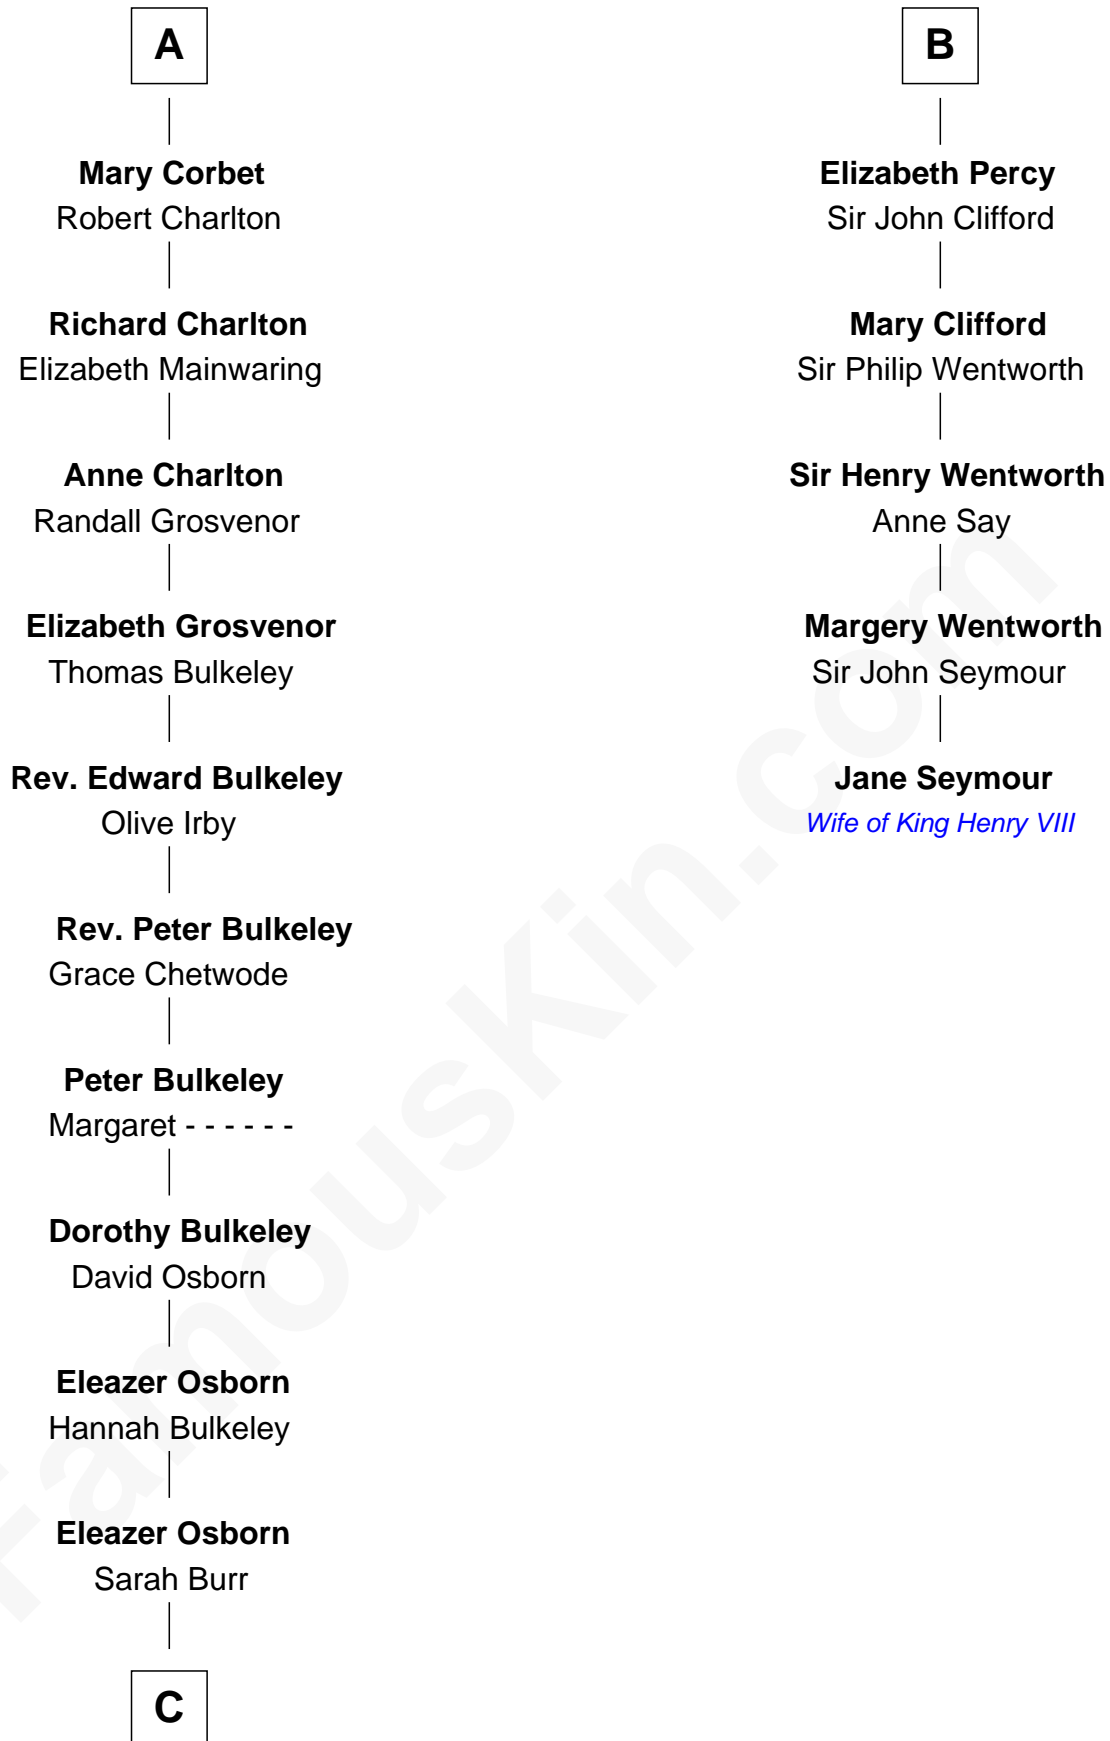 A
Mary Corbet
Robert Charlton
Richard Charlton
Elizabeth Mainwaring
Anne Charlton
Randall Grosvenor
Elizabeth Grosvenor
Thomas Bulkeley
Rev. Edward Bulkeley
Olive Irby
Rev. Peter Bulkeley
Grace Chetwode
Peter Bulkeley
Margaret - - - - - -
Dorothy Bulkeley
David Osborn
Eleazer Osborn
Hannah Bulkeley
Eleazer Osborn
Sarah Burr
C
B
Elizabeth Percy
Sir John Clifford
Mary Clifford
Sir Philip Wentworth
Sir Henry Wentworth
Anne Say
Margery Wentworth
Sir John Seymour
Jane Seymour
Wife of King Henry VIII
FamousKin.com